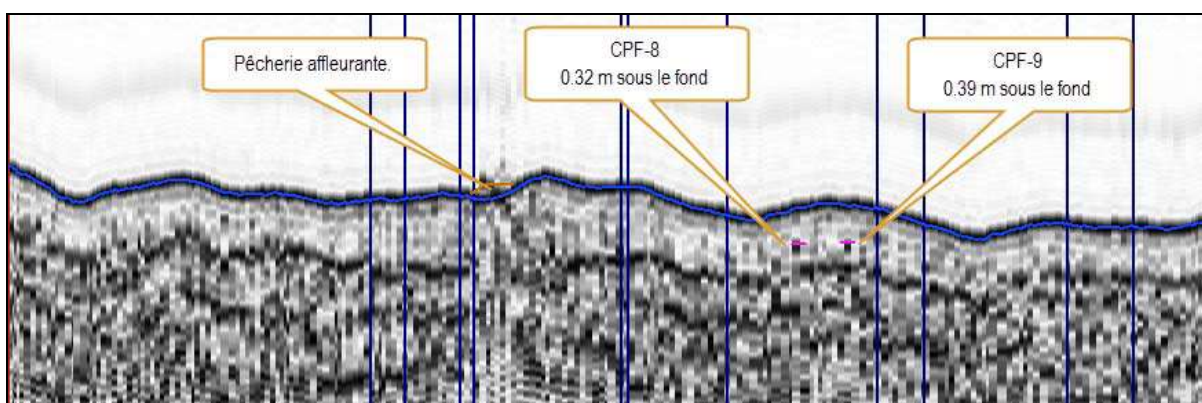 Pêcherie affleurante.
CPF-8
0.32 m sous le fond
CPF-9
0.39 m sous le fond